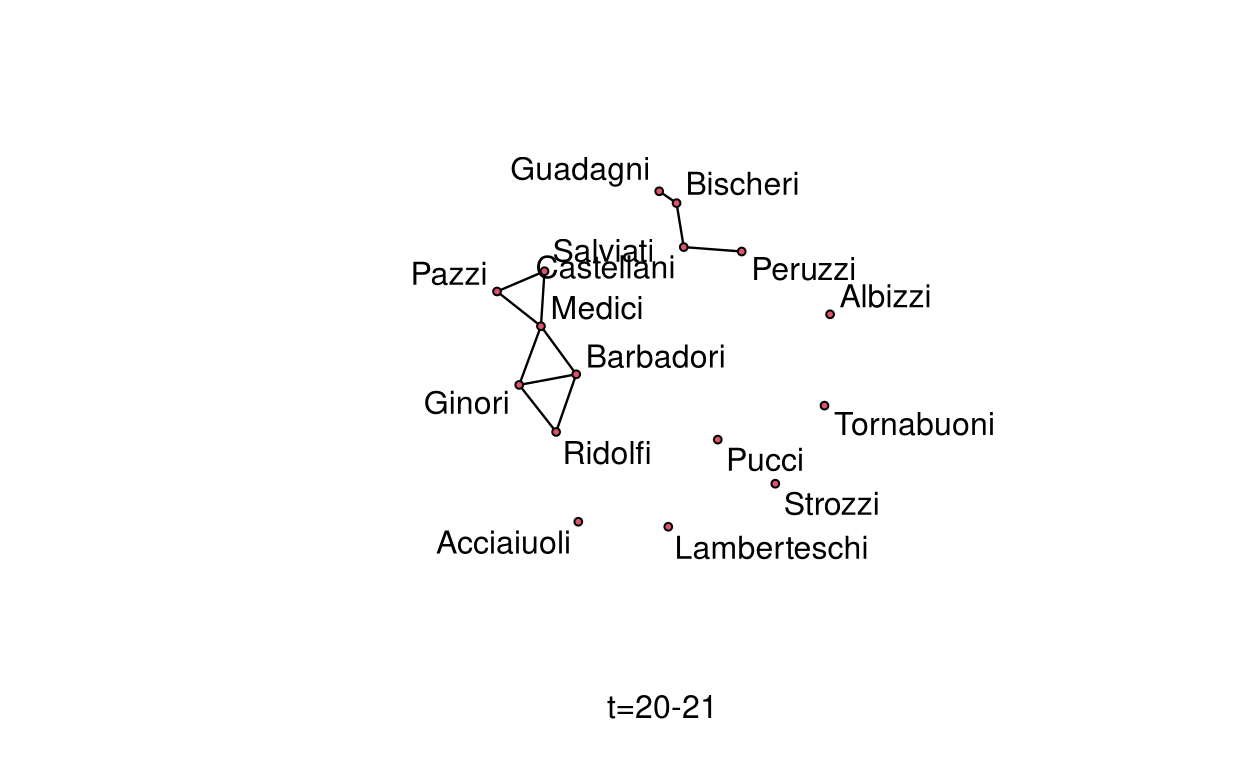 Guadagni
Bischeri
Salviati
Castellani
Pazzi
Peruzzi
Albizzi
Medici
Barbadori
Ginori
Tornabuoni
Ridolfi
Pucci
Strozzi
Acciaiuoli
Lamberteschi
t=20-21